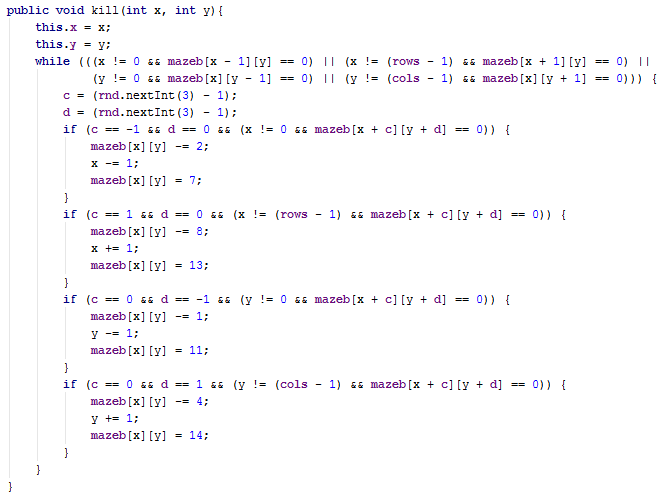 public void kill(int x, int y){
    this.x = x;
    this.y = y;
    while (((x != 0 && mazeb[x - 1][y] == 0) || (x != (rows - 1) && mazeb[x + 1][y] == 0) ||
            (y != 0 && mazeb[x][y - 1] == 0) || (y != (cols - 1) && mazeb[x][y + 1] == 0))) {
        c = (rnd.nextInt(3) - 1);
        d = (rnd.nextInt(3) - 1);
        if (c == -1 && d == 0 && (x != 0 && mazeb[x + c][y + d] == 0)) {
            mazeb[x][y] -= 2;
            x -= 1;
            mazeb[x][y] = 7;
        }
        if (c == 1 && d == 0 && (x != (rows - 1) && mazeb[x + c][y + d] == 0)) {
            mazeb[x][y] -= 8;
            x += 1;
            mazeb[x][y] = 13;
        }
        if (c == 0 && d == -1 && (y != 0 && mazeb[x + c][y + d] == 0)) {
            mazeb[x][y] -= 1;
            y -= 1;
            mazeb[x][y] = 11;
        }
        if (c == 0 && d == 1 && (y != (cols - 1) && mazeb[x + c][y + d] == 0)) {
            mazeb[x][y] -= 4;
            y += 1;
            mazeb[x][y] = 14;
        }
    }
}